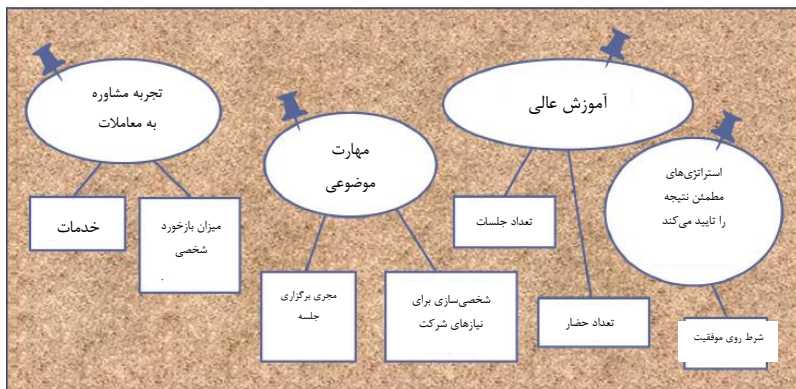 تجربه مشاوره
به معاملات
خدمات
میزان بازخورد
شخصی
.
مهارت
موضوعی
مجری برگزاری
جلسه
شخصی‌سازی برای
نیازهای شرکت
آموزش عالی
تعداد جلسات
تعداد حضار
استراتژی‌های
مطمئن نتیجه
را تایید می‌کند
شرط روی موفقیت